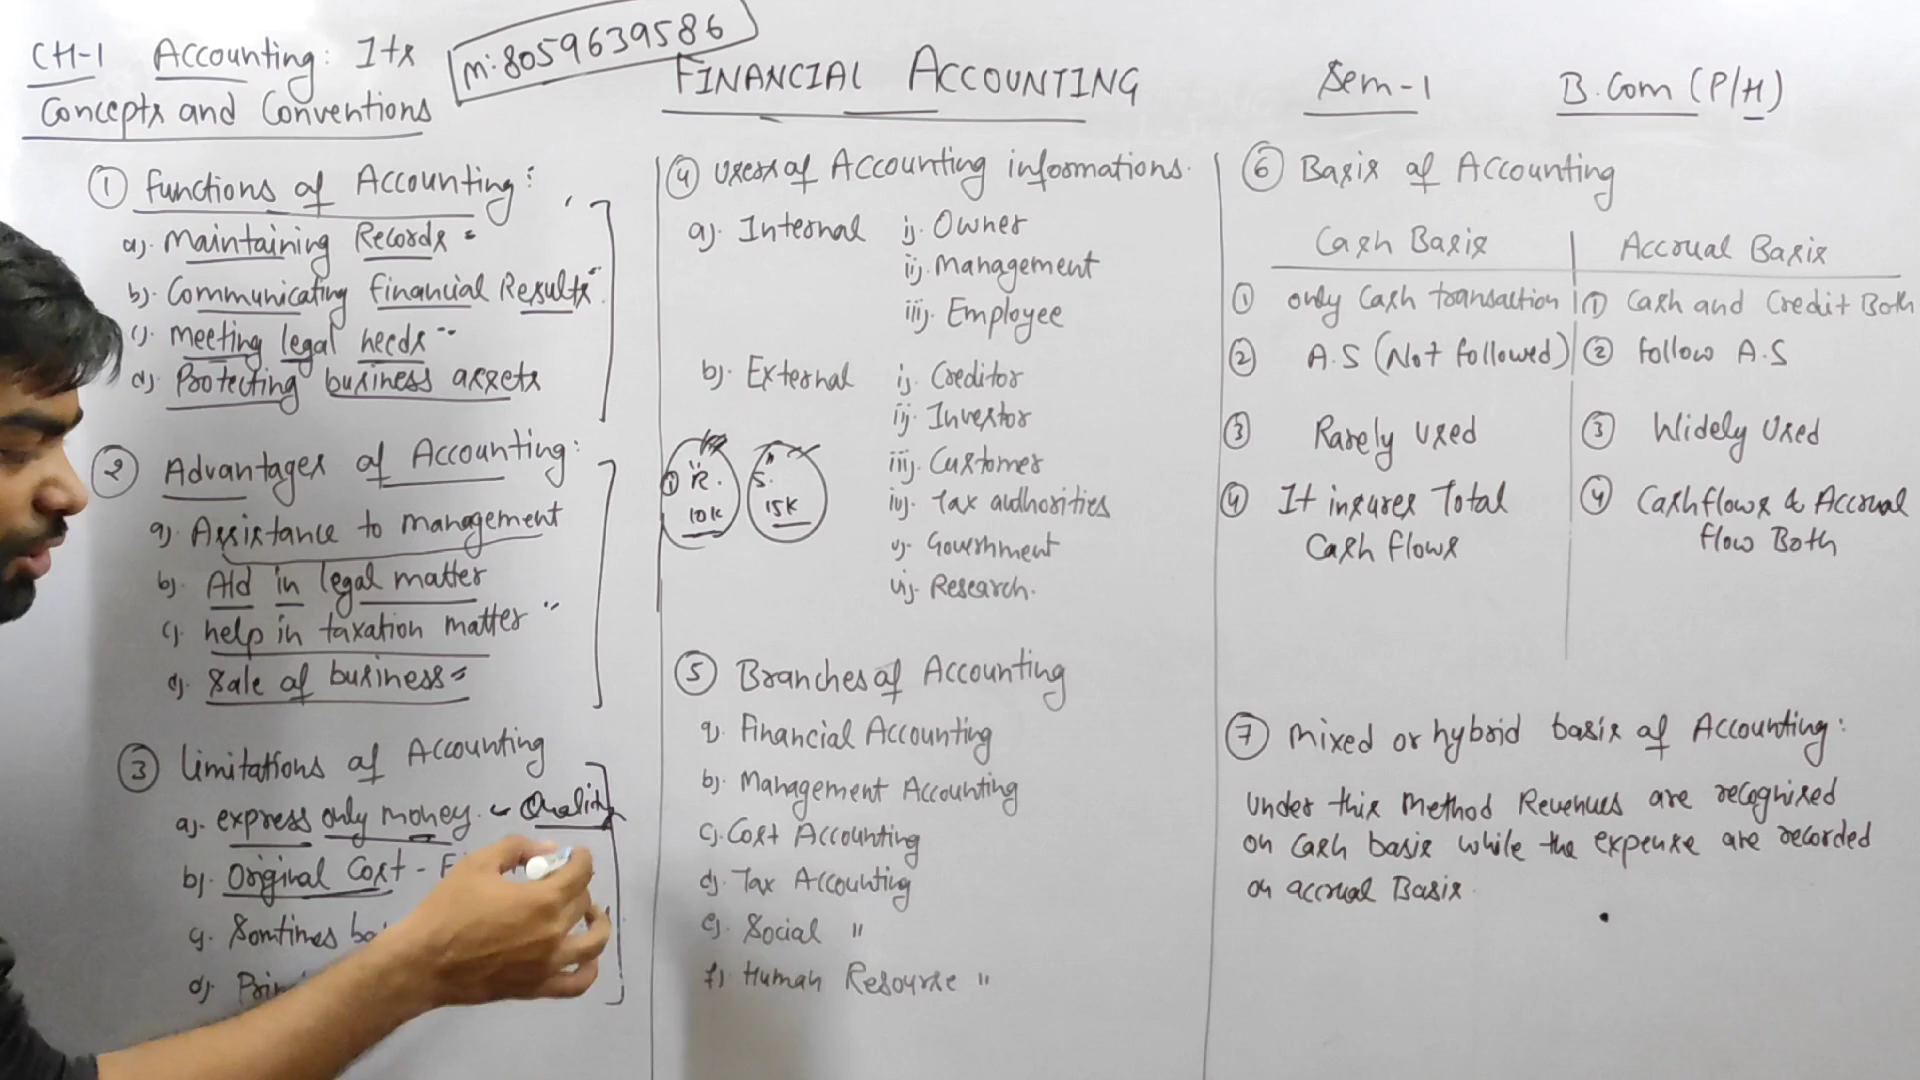 CH-1 Accounting: Its
Concepts and Conventions
m:8059639586
FINANCIAL ACCOUNTING
Sem-1
B.Com (P/H)
① functions of Accounting:
a). Maintaining Records
b). Communicating financial Results
c). meeting legal needs
d). Protecting business assets
② Advantages of Accounting:
a). Assistance to management
b). Aid in legal matter
c). help in taxation matter
d). Sale of business
③ limitations of Accounting
a). express only money. Quality
b). Original Cost -
c). Somtimes
d).
④ Users of Accounting informations.
a). Internal i). Owner
ii). Management
iii). Employee
b). External i). Creditor
ii). Investor
iii). Customer
iv). Tax authorities
v). Government
vi). Research.
① R. S.
10k 15k
⑤ Branches of Accounting
a). Financial Accounting
b). Management Accounting
c). Cost Accounting
d). Tax Accounting
e). Social "
f). Human Resourse "
⑥ Basis of Accounting
Cash Basis Accrual Basis
① only Cash transaction ① Cash and Credit Both
② A.S (Not followed) ② follow A.S
③ Rarely Used ③ Widely Used
④ It insures Total ④ Cashflows & Accrual
Cash flows flow Both
⑦ mixed or hybrid basis of Accounting:
Under this Method Revenues are recognised
on Cash basis while the expense are recorded
on accrual Basis.